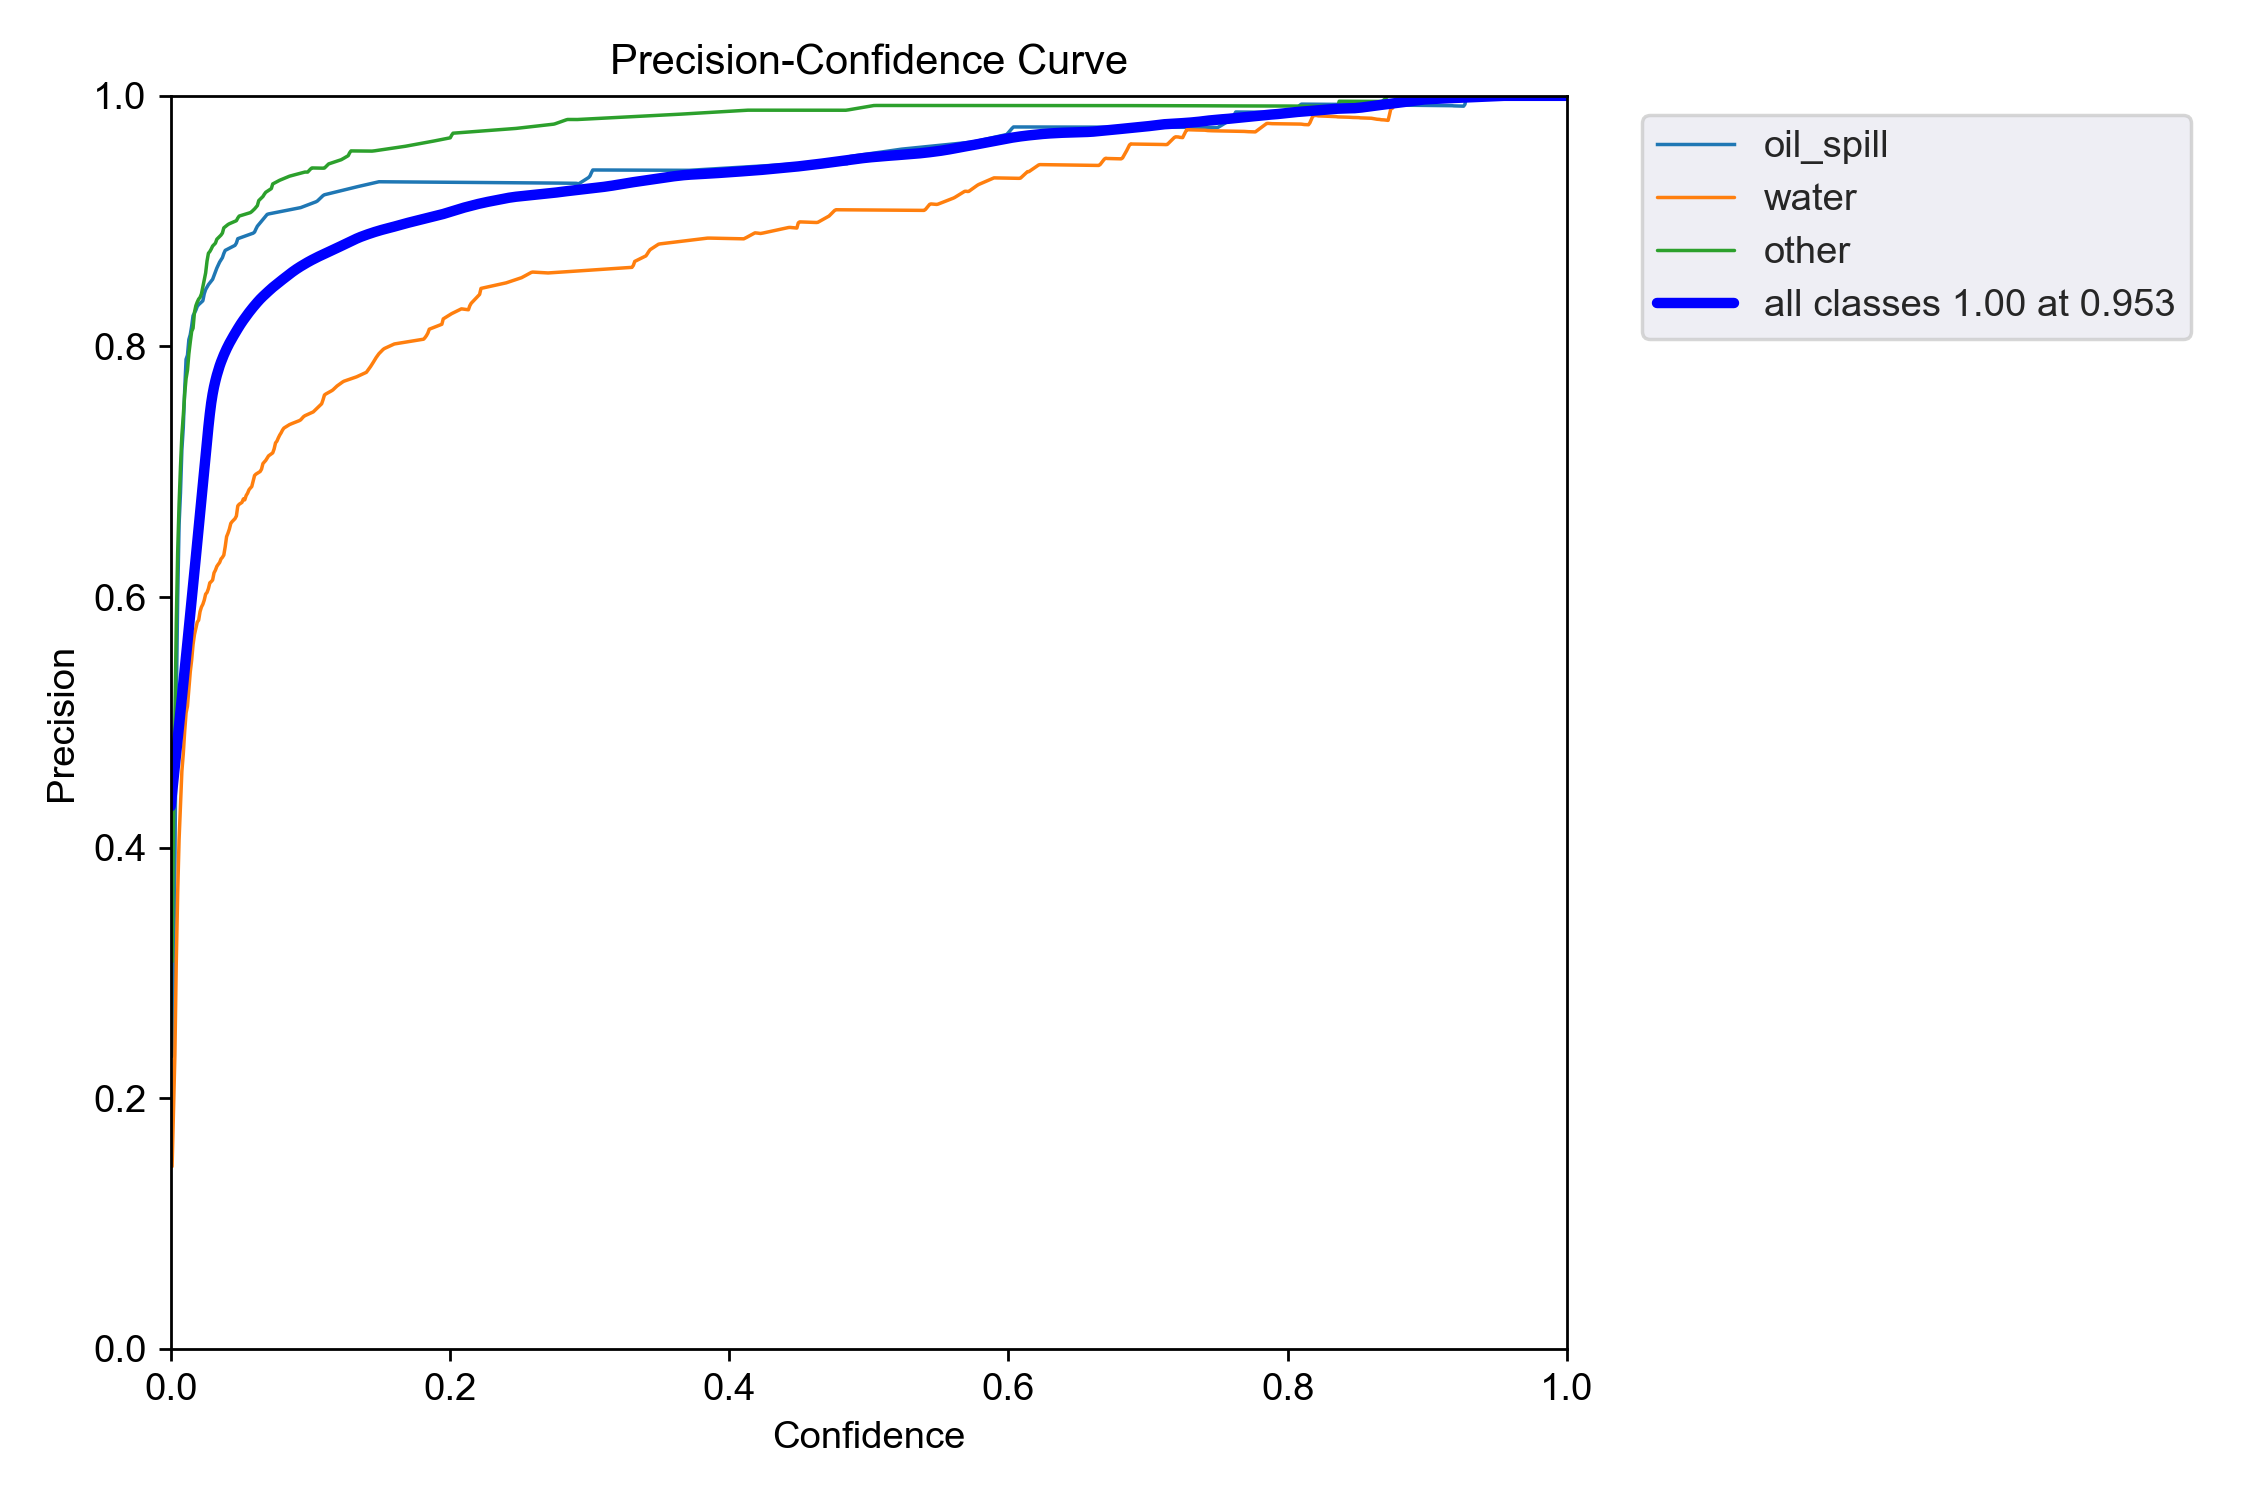 Precision-Confidence Curve
1.0
0.8
0.6
0.4
0.2
0.0
Precision
0.0 0.2 0.4 0.6 0.8 1.0
Confidence
oil_spill
water
other
all classes 1.00 at 0.953